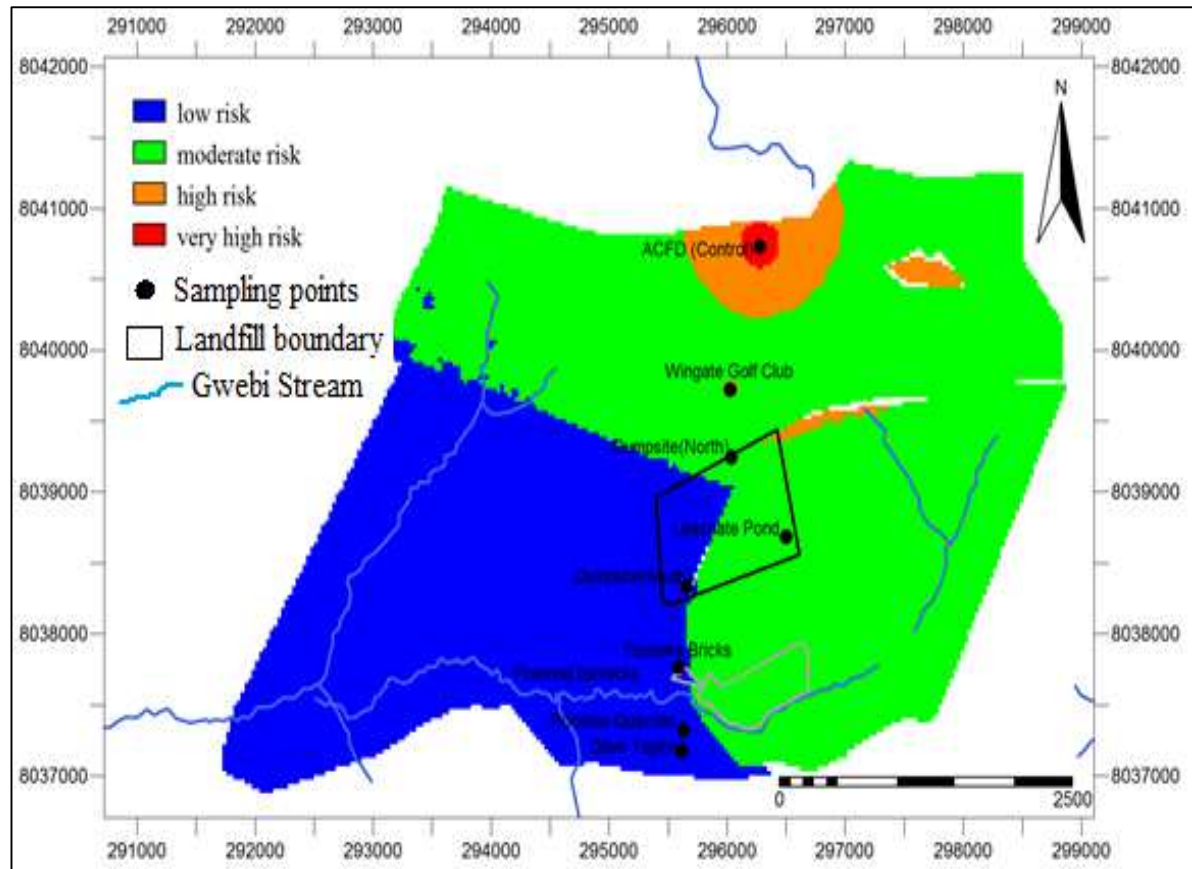 291000 292000 293000 294000 295000 296000 297000 298000 299000
8042000 8042000
low risk
N
moderate risk
high risk
8041000 8041000
very high risk
ACFD (Control)
Sampling points
Landfill boundary
8040000 8040000
Wingate Golf Club
Gwebi Stream
(North)
8039000 8039000
Pond
8038000 8038000
Bricks
8037000 8037000
0 2500
291000 292000 293000 294000 295000 296000 297000 298000 299000